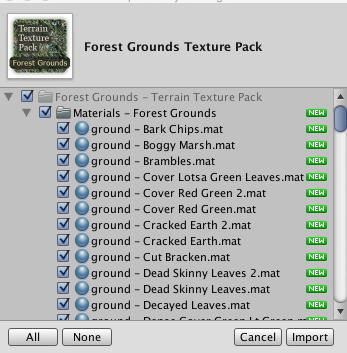 Terrain
Texture
Pack
Forest Grounds
Forest Grounds Texture Pack
Forest Grounds – Terrain Texture Pack
Materials – Forest Grounds NEW
ground – Bark Chips.mat NEW
ground – Boggy Marsh.mat NEW
ground – Brambles.mat NEW
ground – Cover Lotsa Green Leaves.mat NEW
ground – Cover Red Green 2.mat NEW
ground – Cover Red Green.mat NEW
ground – Cracked Earth 2.mat NEW
ground – Cracked Earth.mat NEW
ground – Cut Bracken.mat NEW
ground – Dead Skinny Leaves 2.mat NEW
ground – Dead Skinny Leaves.mat NEW
ground – Decayed Leaves.mat NEW
All None Cancel Import